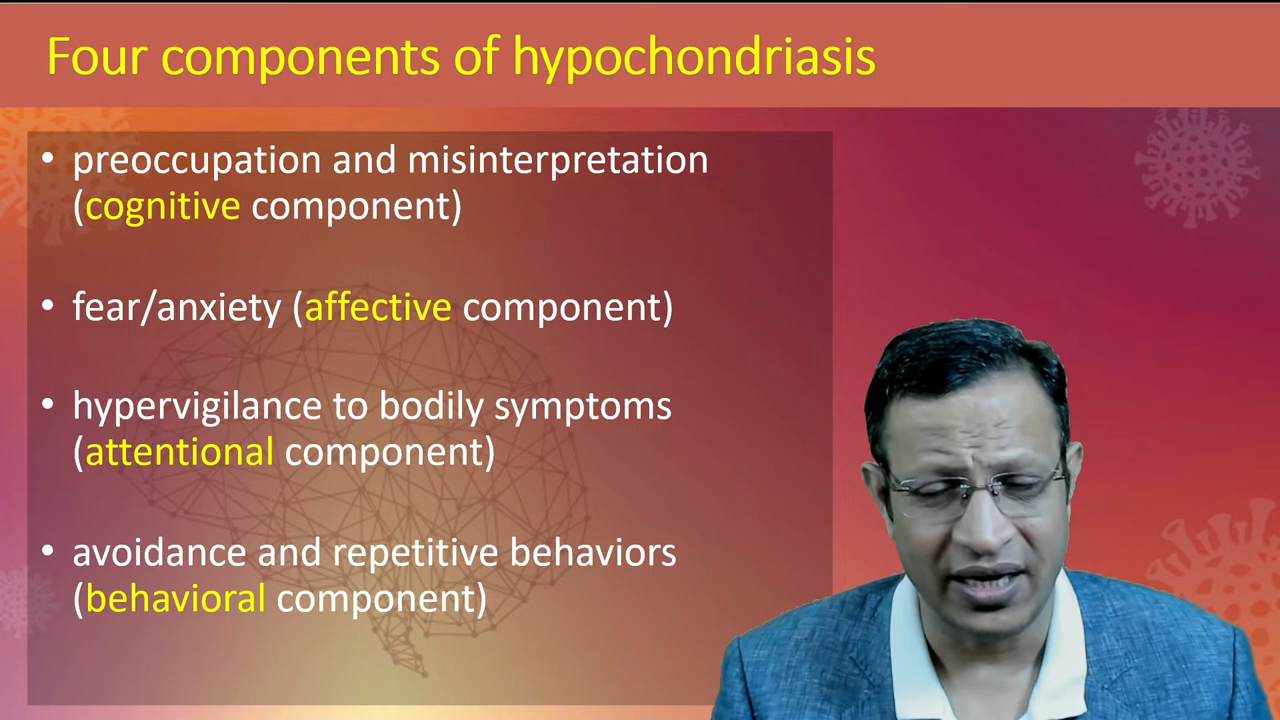 Four components of hypochondriasis
• preoccupation and misinterpretation
(cognitive component)
• fear/anxiety (affective component)
• hypervigilance to bodily symptoms
(attentional component)
• avoidance and repetitive behaviors
(behavioral component)